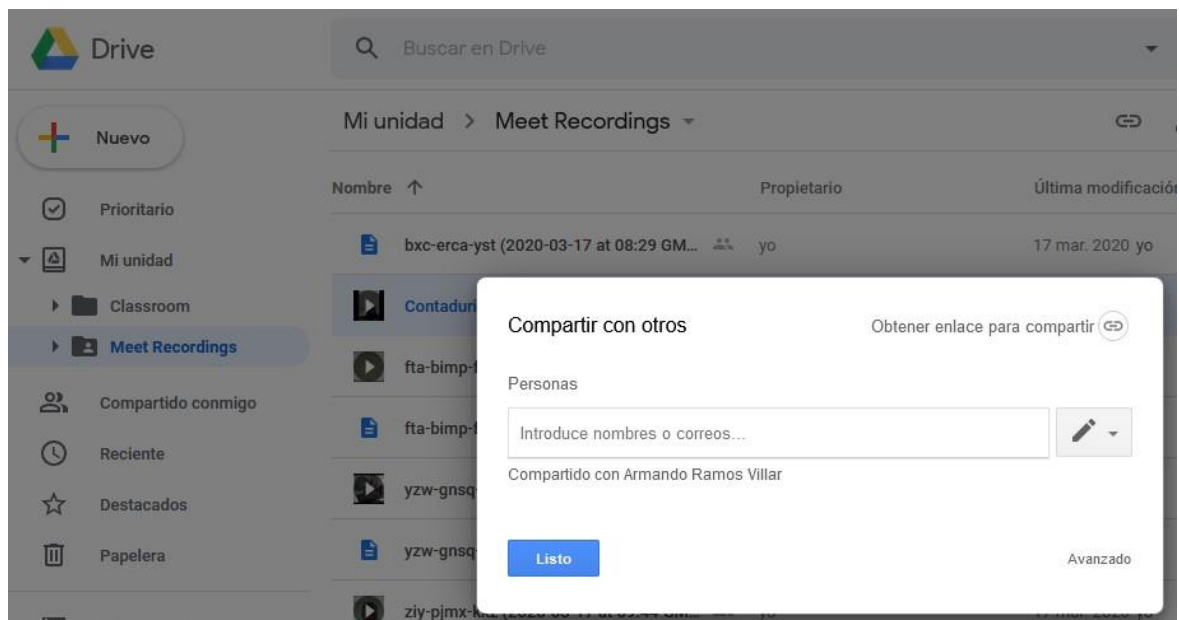 Drive
Buscar en Drive
Nuevo
Mi unidad > Meet Recordings
Nombre Propietario Última modificación
Prioritario
Mi unidad
Classroom
Meet Recordings
Compartido conmigo
Reciente
Destacados
Papelera
bxc-erca-yst (2020-03-17 at 08:29 GM... yo 17 mar. 2020 yo
Contaduri
fta-bimp-f
fta-bimp-f
yzw-gnsq-
yzw-gnsq-
ziy-pjmx-
Compartir con otros Obtener enlace para compartir
Personas
Introduce nombres o correos...
Compartido con Armando Ramos Villar
Listo Avanzado